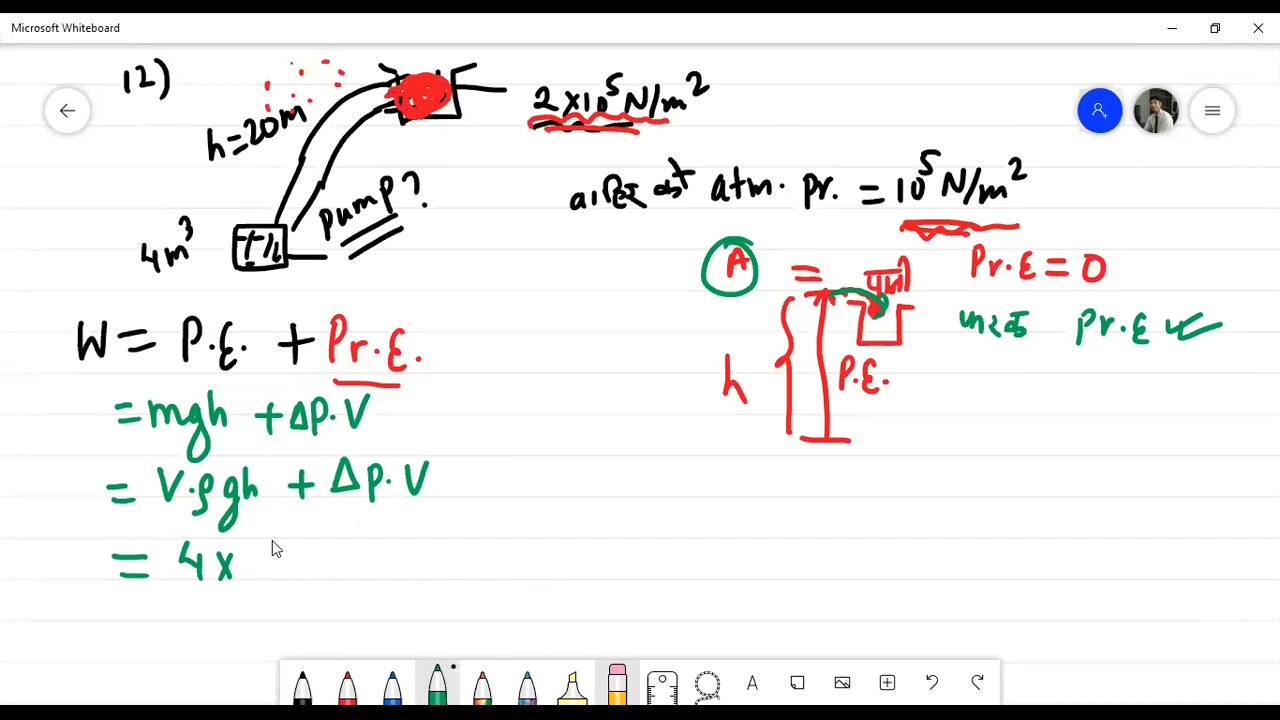 Microsoft Whiteboard
12)
h=20m
2×10⁵N/m²
pump?
4m³
atm. pr. = 10⁵ N/m²
A =
Pr.E = 0
Pr.E
h
P.E.
W = P.E. + Pr.E.
= mgh + ΔP.V
= V.ρgh + ΔP.V
= 4×